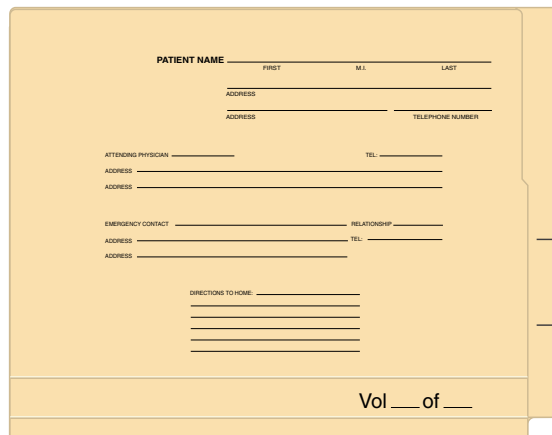 PATIENT NAME
FIRST M.I. LAST
ADDRESS
ADDRESS TELEPHONE NUMBER
ATTENDING PHYSICIAN TEL:
ADDRESS
ADDRESS
EMERGENCY CONTACT RELATIONSHIP
ADDRESS TEL:
ADDRESS
DIRECTIONS TO HOME:
Vol of